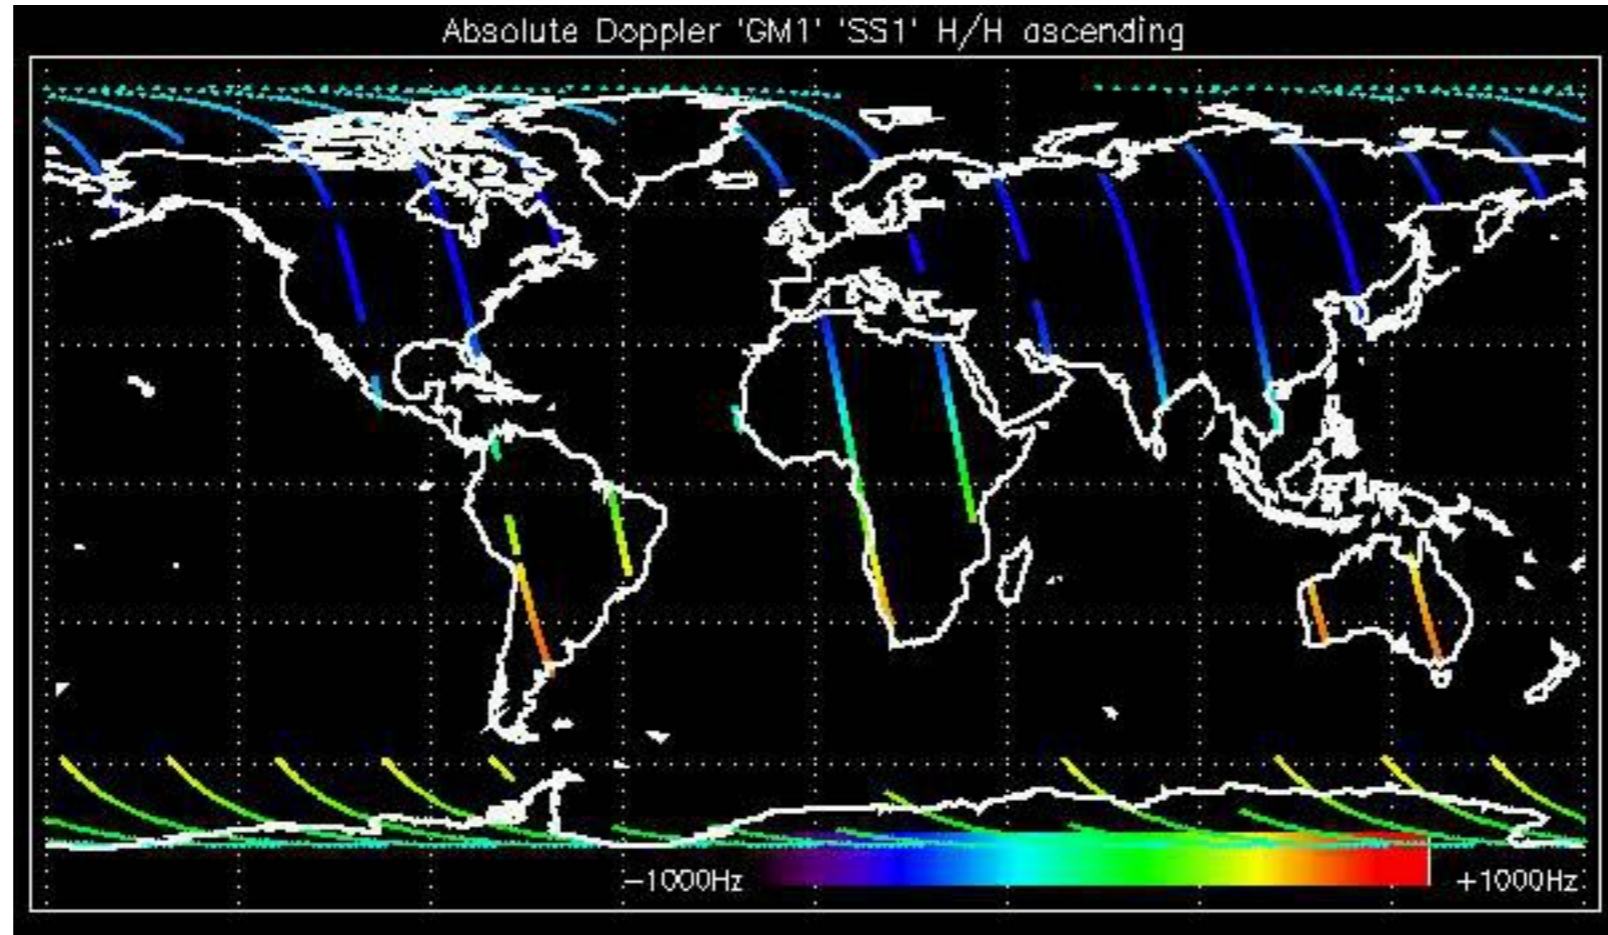 Absolute Doppler 'GM1' 'SS1' H/H ascending
−1000Hz +1000Hz